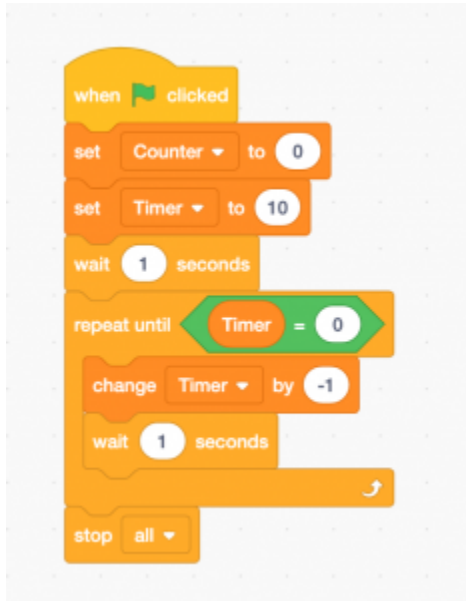 when clicked
set Counter to 0
set Timer to 10
wait 1 seconds
repeat until Timer = 0
change Timer by -1
wait 1 seconds
stop all